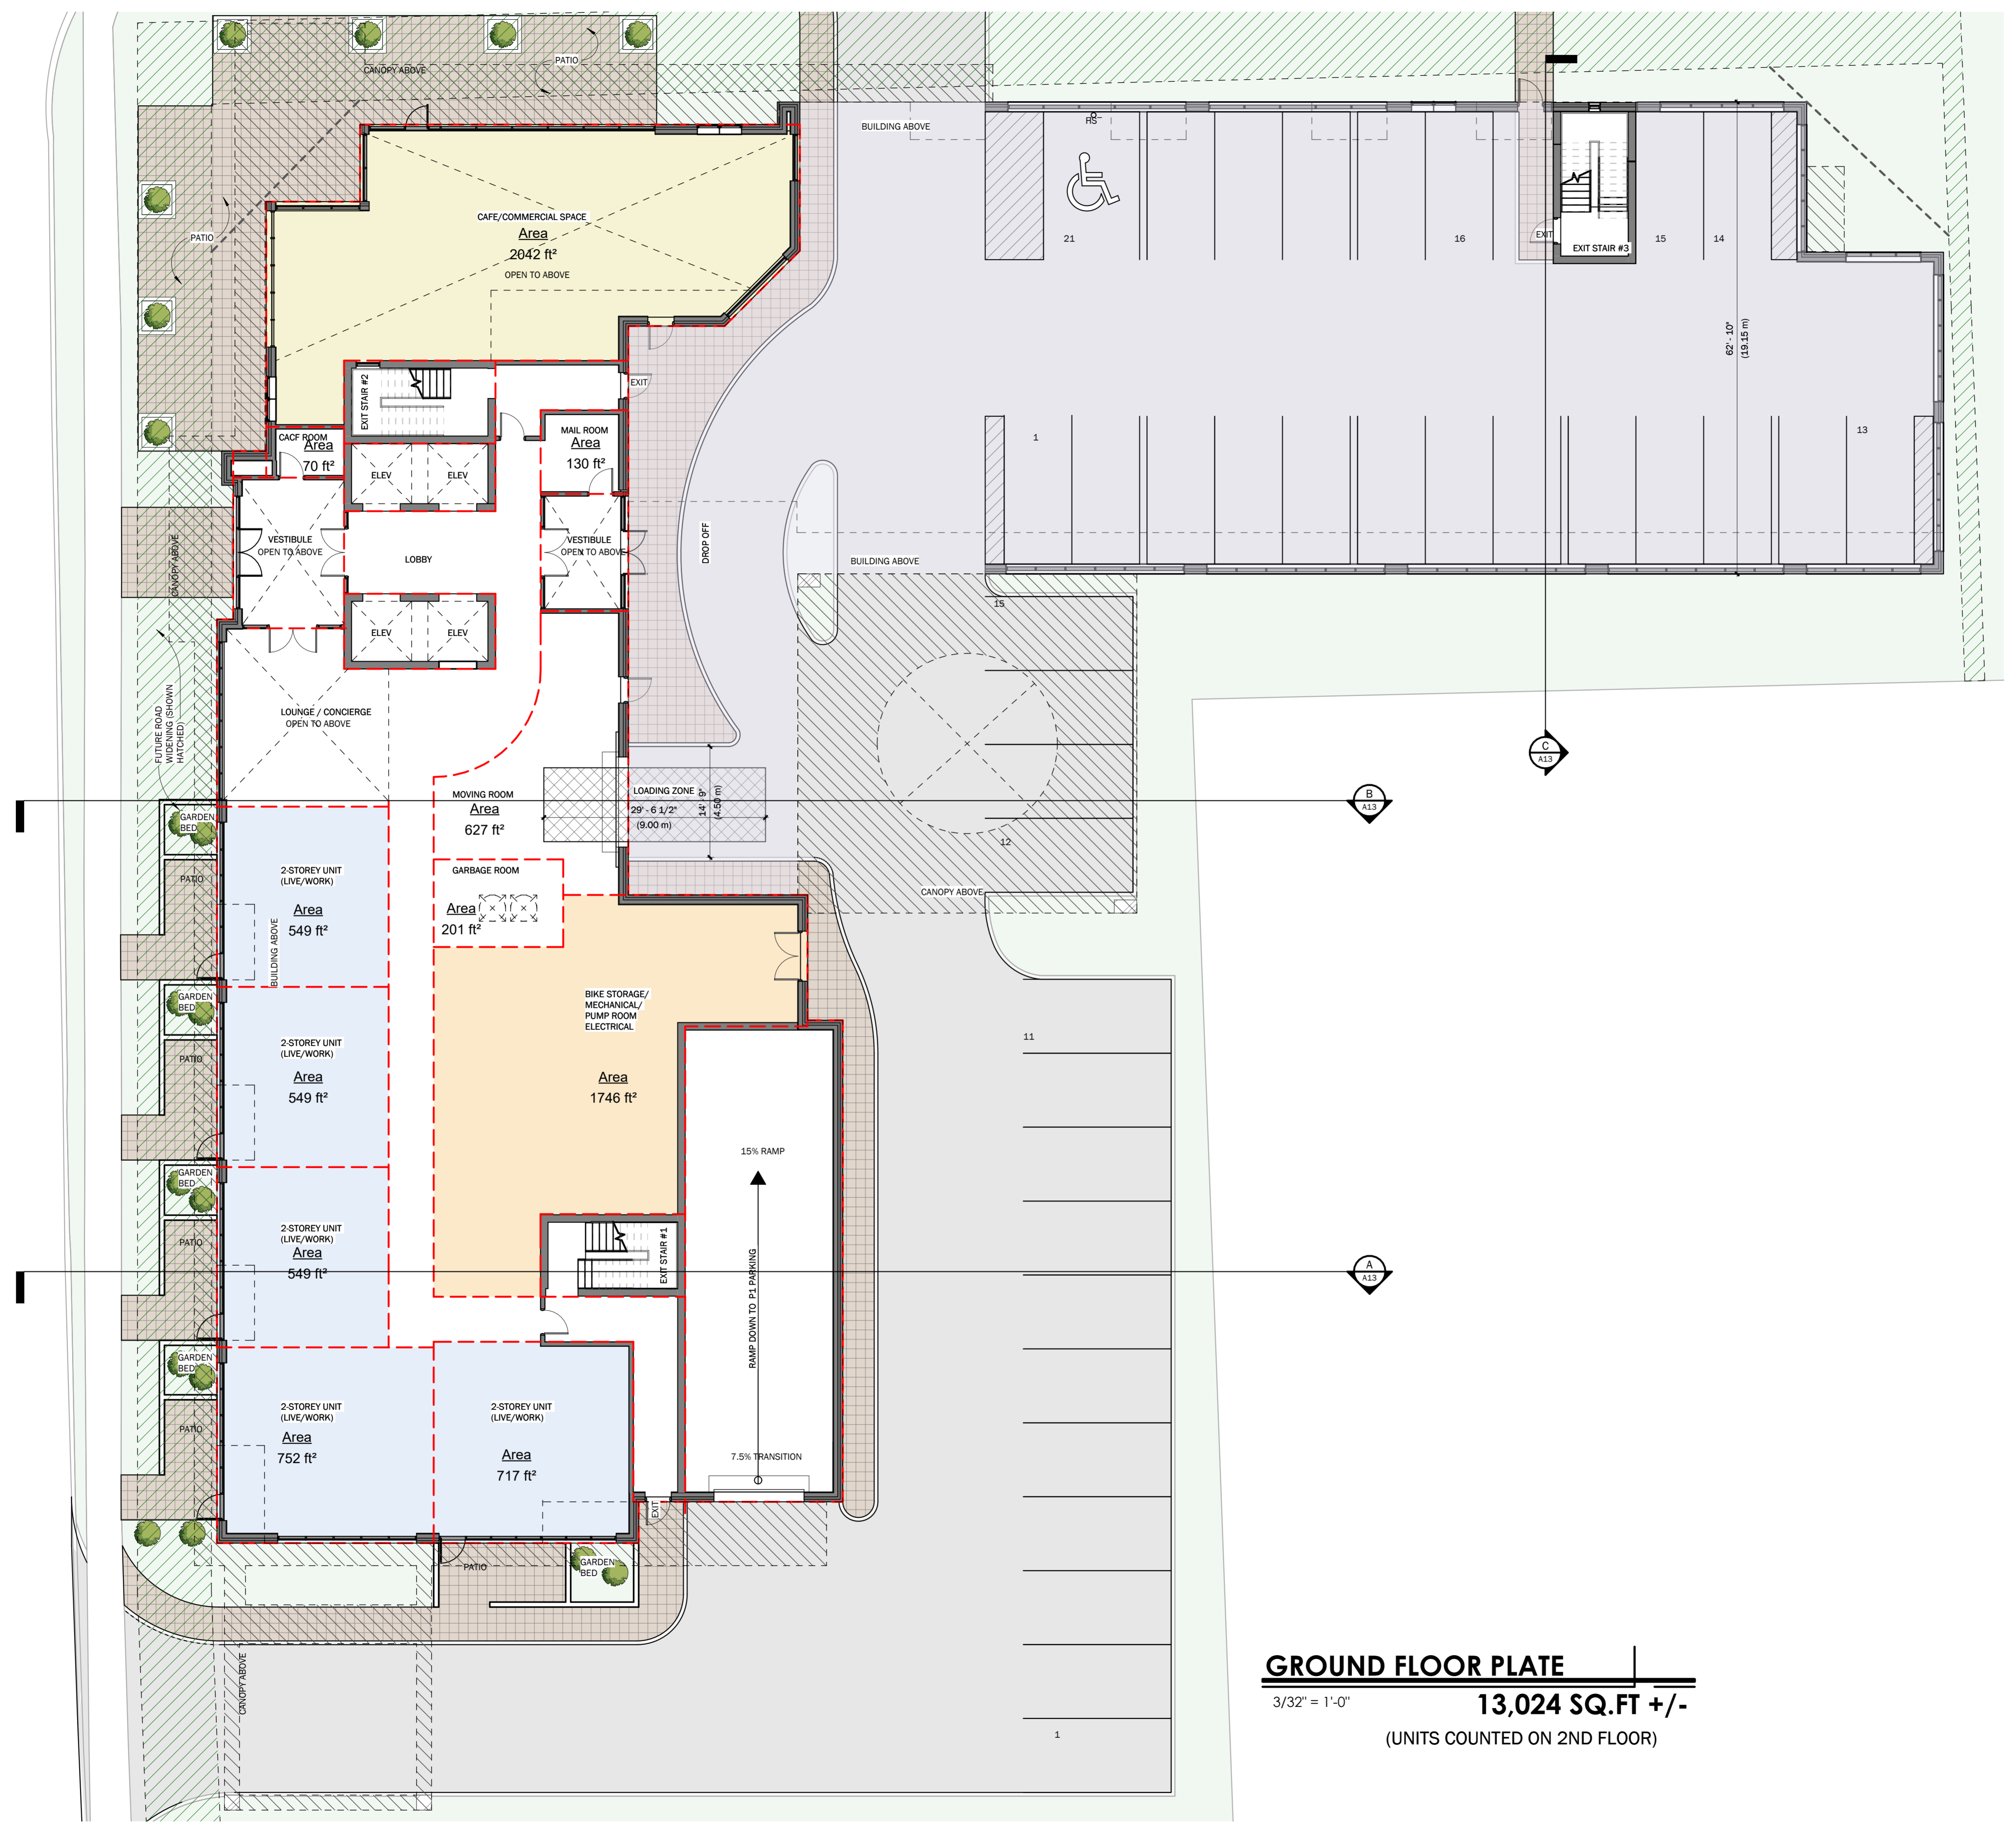 PATIO
CANOPY ABOVE
BUILDING ABOVE
RS
CAFE/COMMERCIAL SPACE
Area
2042 ft²
OPEN TO ABOVE
PATIO
21
16
EXIT
EXIT STAIR #3
15
14
62' - 10"
(19.15 m)
EXIT STAIR #2
EXIT
CACF ROOM
Area
70 ft²
MAIL ROOM
Area
130 ft²
1
13
ELEV
ELEV
VESTIBULE
OPEN TO ABOVE
LOBBY
VESTIBULE
OPEN TO ABOVE
DROP OFF
BUILDING ABOVE
CANOPY ABOVE
15
ELEV
ELEV
FUTURE ROAD
WIDENING (SHOWN
HATCHED)
LOUNGE / CONCIERGE
OPEN TO ABOVE
C
A13
MOVING ROOM
Area
627 ft²
LOADING ZONE
29' - 6 1/2"
(9.00 m)
14' - 9"
(4.50 m)
B
A13
12
GARDEN
BED
PATIO
2-STOREY UNIT
(LIVE/WORK)
Area
549 ft²
BUILDING ABOVE
GARBAGE ROOM
Area
201 ft²
CANOPY ABOVE
GARDEN
BED
PATIO
2-STOREY UNIT
(LIVE/WORK)
Area
549 ft²
BIKE STORAGE/
MECHANICAL/
PUMP ROOM
ELECTRICAL
Area
1746 ft²
11
15% RAMP
GARDEN
BED
PATIO
2-STOREY UNIT
(LIVE/WORK)
Area
549 ft²
EXIT STAIR #1
RAMP DOWN TO P1 PARKING
A
A13
GARDEN
BED
PATIO
2-STOREY UNIT
(LIVE/WORK)
Area
752 ft²
2-STOREY UNIT
(LIVE/WORK)
Area
717 ft²
7.5% TRANSITION
EXIT
PATIO
GARDEN
BED
CANOPY ABOVE
1
GROUND FLOOR PLATE
3/32" = 1'-0"
13,024 SQ.FT +/-
(UNITS COUNTED ON 2ND FLOOR)